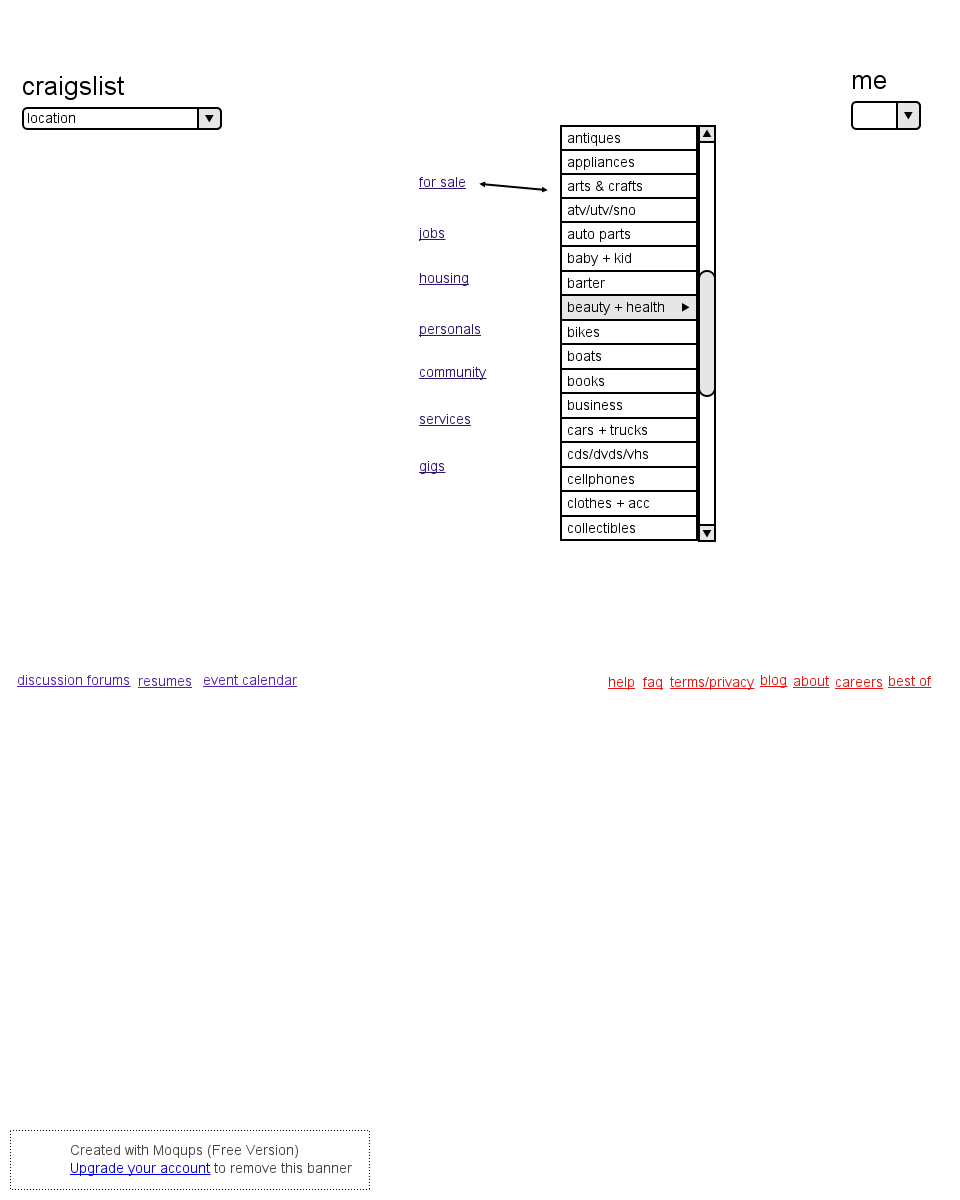 craigslist
location
me
for sale
jobs
housing
personals
community
services
gigs
antiques
appliances
arts & crafts
atv/utv/sno
auto parts
baby + kid
barter
beauty + health
bikes
boats
books
business
cars + trucks
cds/dvds/vhs
cellphones
clothes + acc
collectibles
discussion forums resumes event calendar
help faq terms/privacy blog about careers best of
Created with Moqups (Free Version)
Upgrade your account to remove this banner